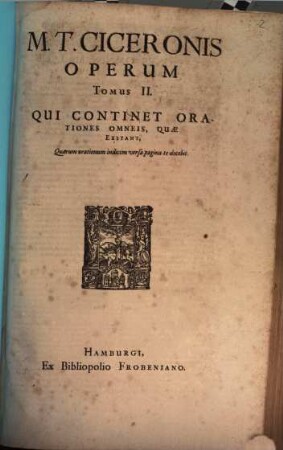 M. T. CICERONIS
OPERUM
TOMUS II.
QUI CONTINET ORA-
TIONES OMNEIS, QUÆ
EXSTANT,
Quarum orationum indicem versa pagina te docebit.
HAMBURGI,
Ex Bibliopolio FROBENIANO.